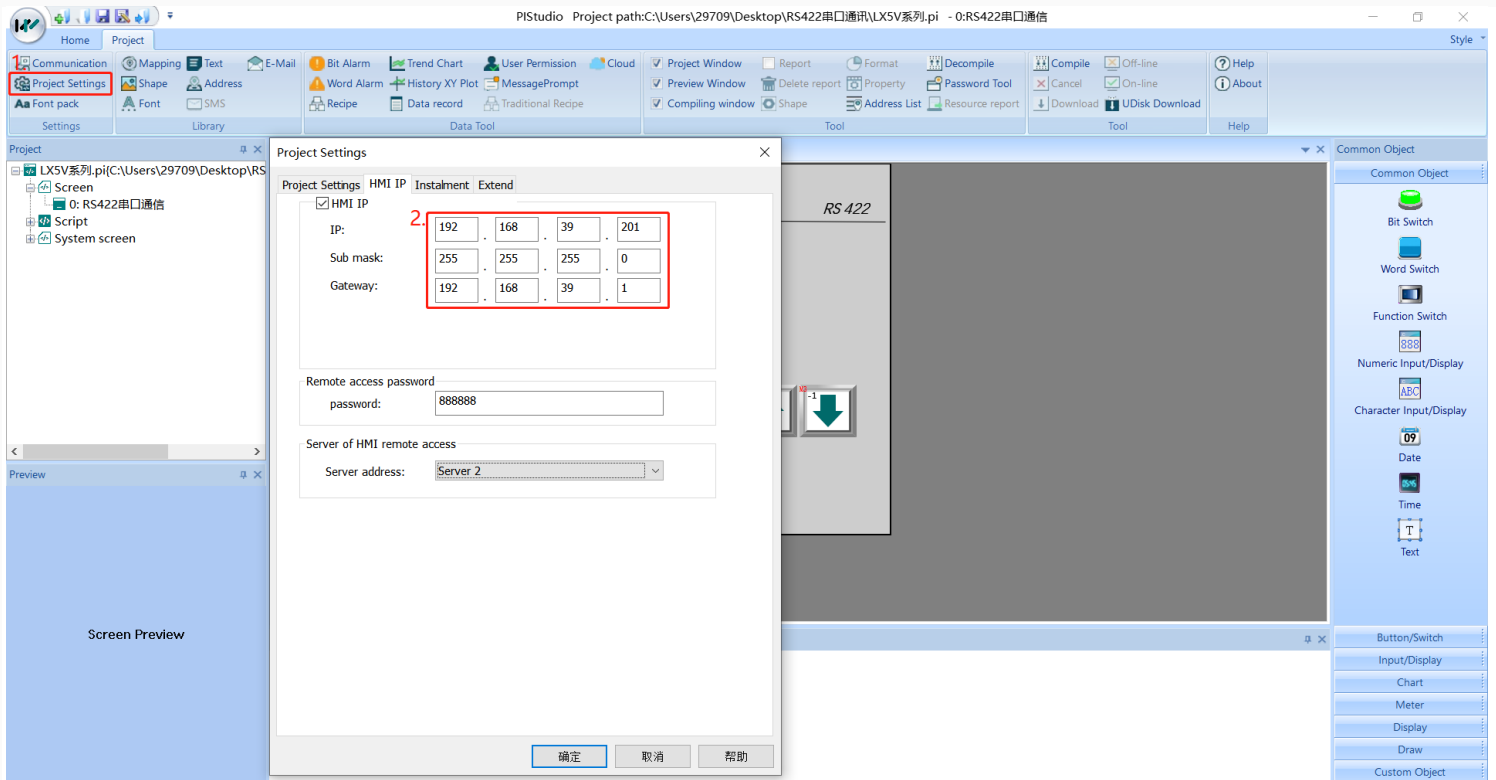 PIStudio Project path:C:\Users\29709\Desktop\RS422串口通讯\LX5V系列.pi - 0:RS422串口通信
Home Project Style
1
Communication Mapping Text E-Mail Bit Alarm Trend Chart User Permission Cloud Project Window Report Format Decompile Compile Off-line Help
Project Settings Shape Address Word Alarm History XY Plot MessagePrompt Preview Window Delete report Property Password Tool Cancel On-line About
Aa Font pack Font SMS Recipe Data record Traditional Recipe Compiling window Shape Address List Resource report Download UDisk Download
Settings Library Data Tool Tool Tool Help
Project
LX5V系列.pi{C:\Users\29709\Desktop\RS
Screen
0: RS422串口通信
Script
System screen
Preview
Screen Preview
Project Settings
Project Settings HMI IP Instalment Extend
HMI IP
2.
IP: 192 . 168 . 39 . 201
Sub mask: 255 . 255 . 255 . 0
Gateway: 192 . 168 . 39 . 1
Remote access password
password: 888888
Server of HMI remote access
Server address: Server 2
确定 取消 帮助
RS 422
-1
Common Object
Common Object
Bit Switch
Word Switch
Function Switch
888
Numeric Input/Display
ABC
Character Input/Display
09
Date
Time
T
Text
Button/Switch
Input/Display
Chart
Meter
Display
Draw
Custom Object